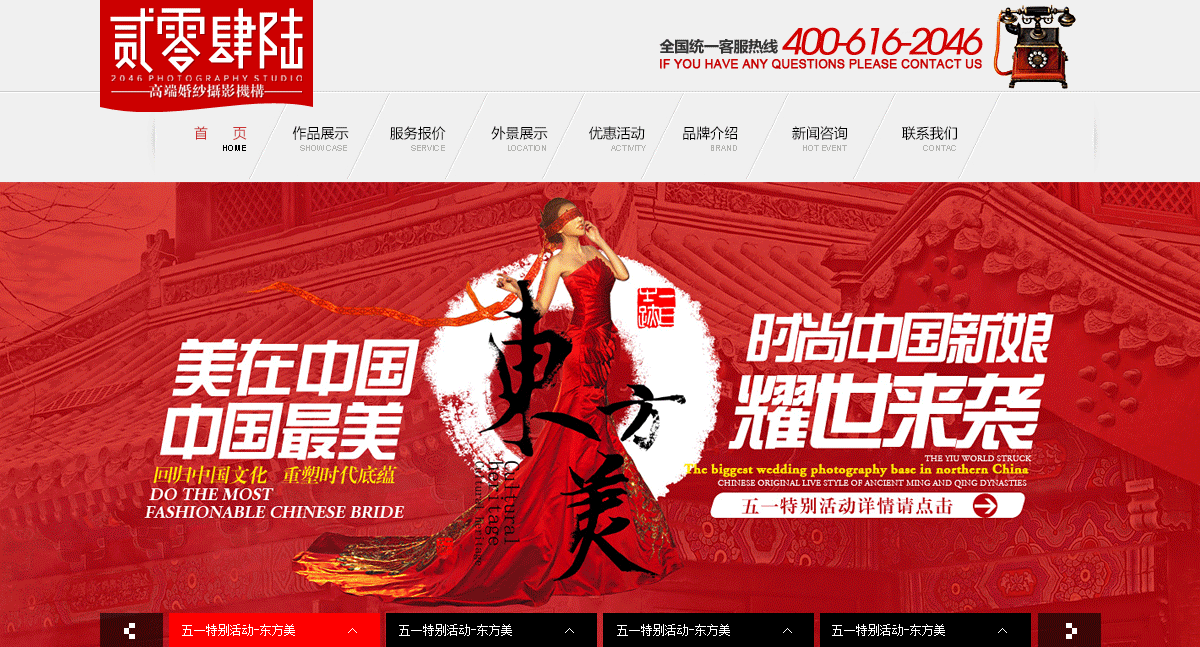 贰零肆陆
2046 PHOTOGRAPHY STUDIO
高端婚纱攝影機構
全国统一客服热线 400-616-2046
IF YOU HAVE ANY QUESTIONS PLEASE CONTACT US
首 页
HOME
作品展示
SHOWCASE
服务报价
SERVICE
外景展示
LOCATION
优惠活动
ACTIVITY
品牌介绍
BRAND
新闻咨询
HOT EVENT
联系我们
CONTAC
美在中国
中国最美
回归中国文化 重塑时代底蕴
DO THE MOST
FASHIONABLE CHINESE BRIDE
東方美
Cultural
heritage
时尚中国新娘
耀世来袭
THE YIU WORLD STRUCK
The biggest wedding photography base in northern China
CHINESE ORIGINAL LIVE STYLE OF ANCIENT MING AND QING DYNASTIES
五一特别活动详情请点击
五一特别活动-东方美
五一特别活动-东方美
五一特别活动-东方美
五一特别活动-东方美